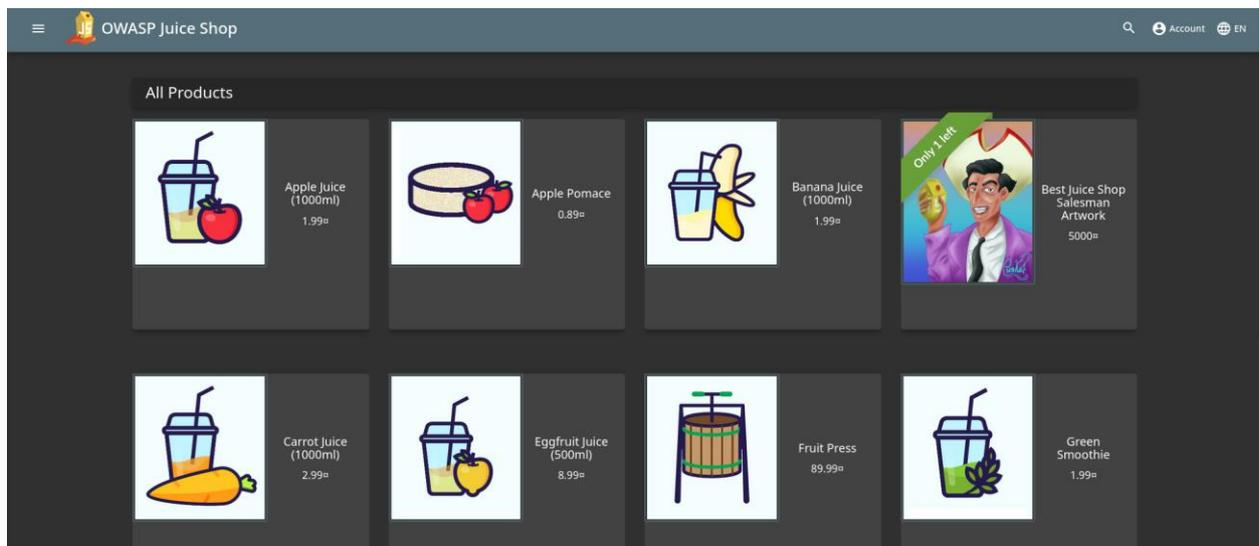 OWASP Juice Shop
Account
EN
All Products
Apple Juice
(1000ml)
1.99¤
Apple Pomace
0.89¤
Banana Juice
(1000ml)
1.99¤
Only 1 left
Best Juice Shop
Salesman
Artwork
5000¤
Carrot Juice
(1000ml)
2.99¤
Eggfruit Juice
(500ml)
8.99¤
Fruit Press
89.99¤
Green
Smoothie
1.99¤